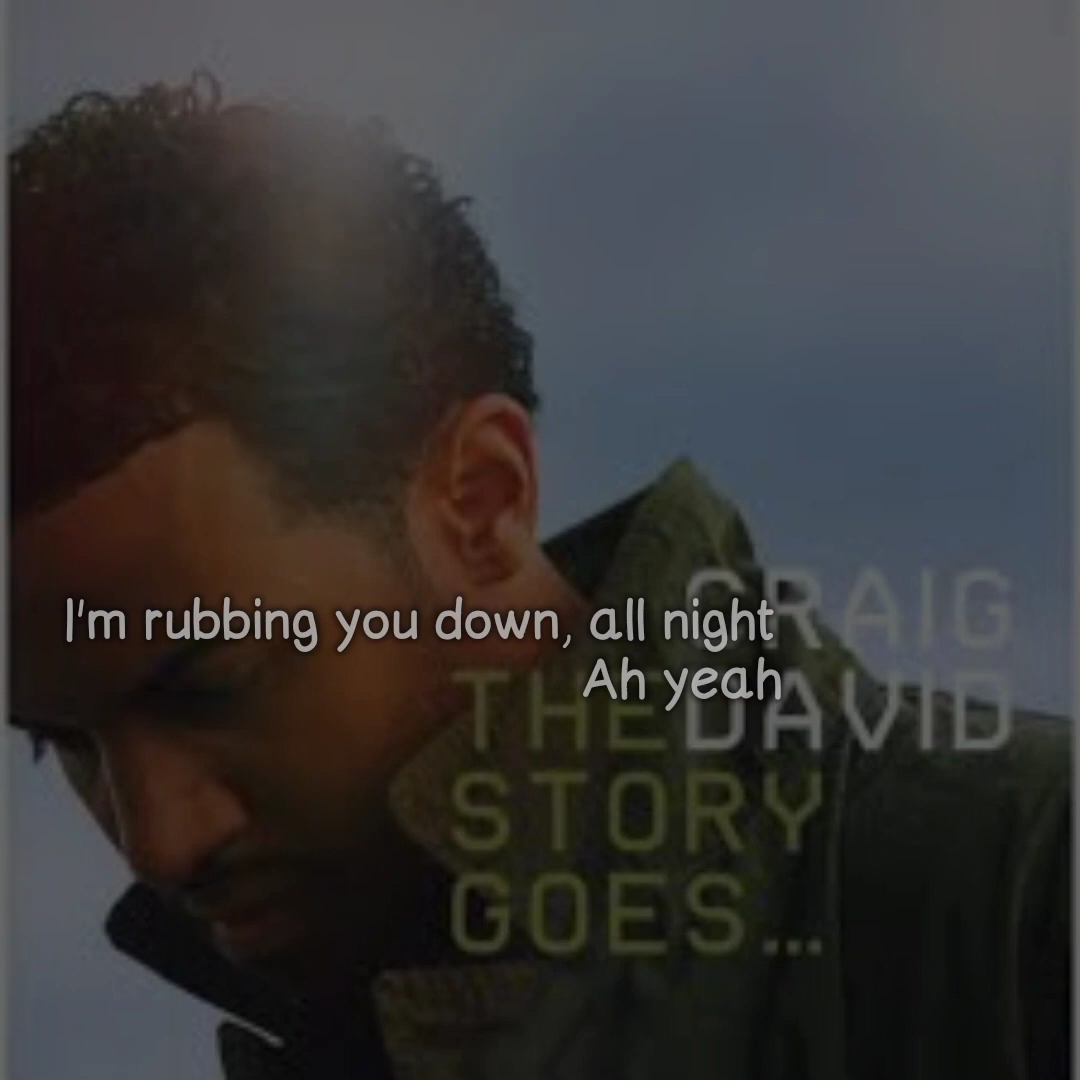 I'm rubbing you down, all night
Ah yeah
CRAIG
THE DAVID
STORY
GOES...